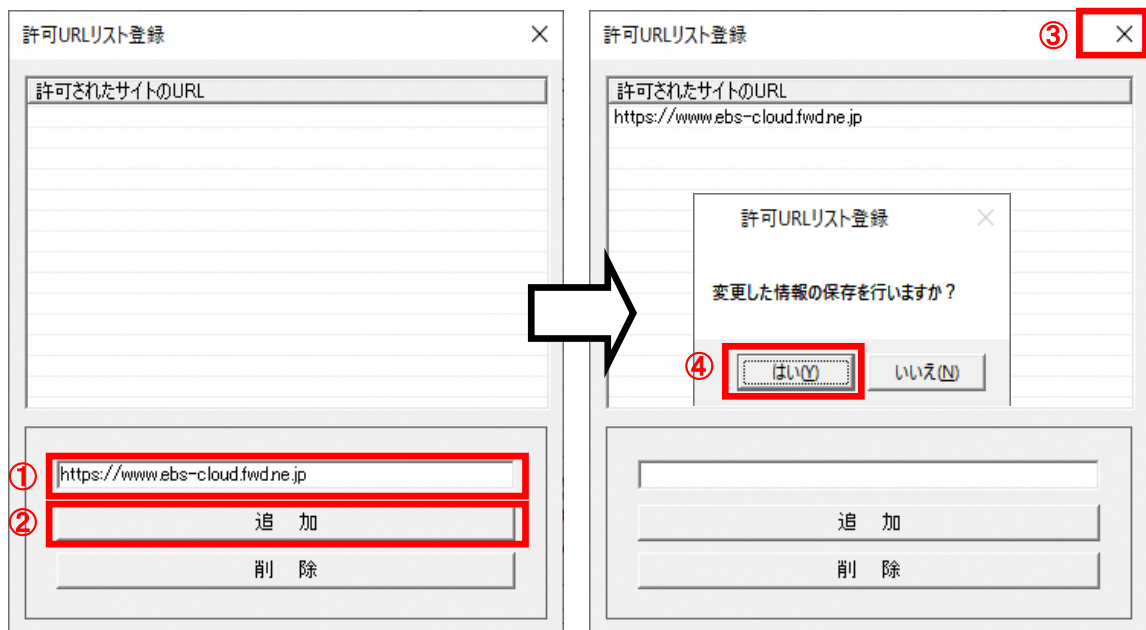 許可URLリスト登録
許可されたサイトのURL
① https://www.ebs-cloud.fwd.ne.jp
② 追 加
削 除
許可URLリスト登録 ③
許可されたサイトのURL
https://www.ebs-cloud.fwd.ne.jp
許可URLリスト登録
変更した情報の保存を行いますか？
④ はい(Y) いいえ(N)
追 加
削 除